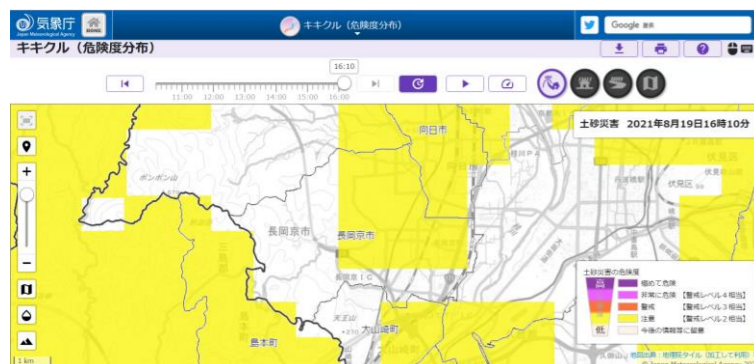 気象庁
Japan Meteorological Agency
HOME
キキクル（危険度分布）
Google
キキクル（危険度分布）
16:10
11:00 12:00 13:00 14:00 15:00 16:00
土砂災害 2021年8月19日16時10分
向日市
ポンポン山
伏見区
長岡京市
長岡京市
長岡京IC
天王山
大山崎町
島本町
土砂災害の危険度
高
極めて危険
非常に危険 【警戒レベル4相当】
警戒 【警戒レベル3相当】
注意 【警戒レベル2相当】
低
今後の情報等に留意
地図出典：地理院タイル（加工して利用）
1 km